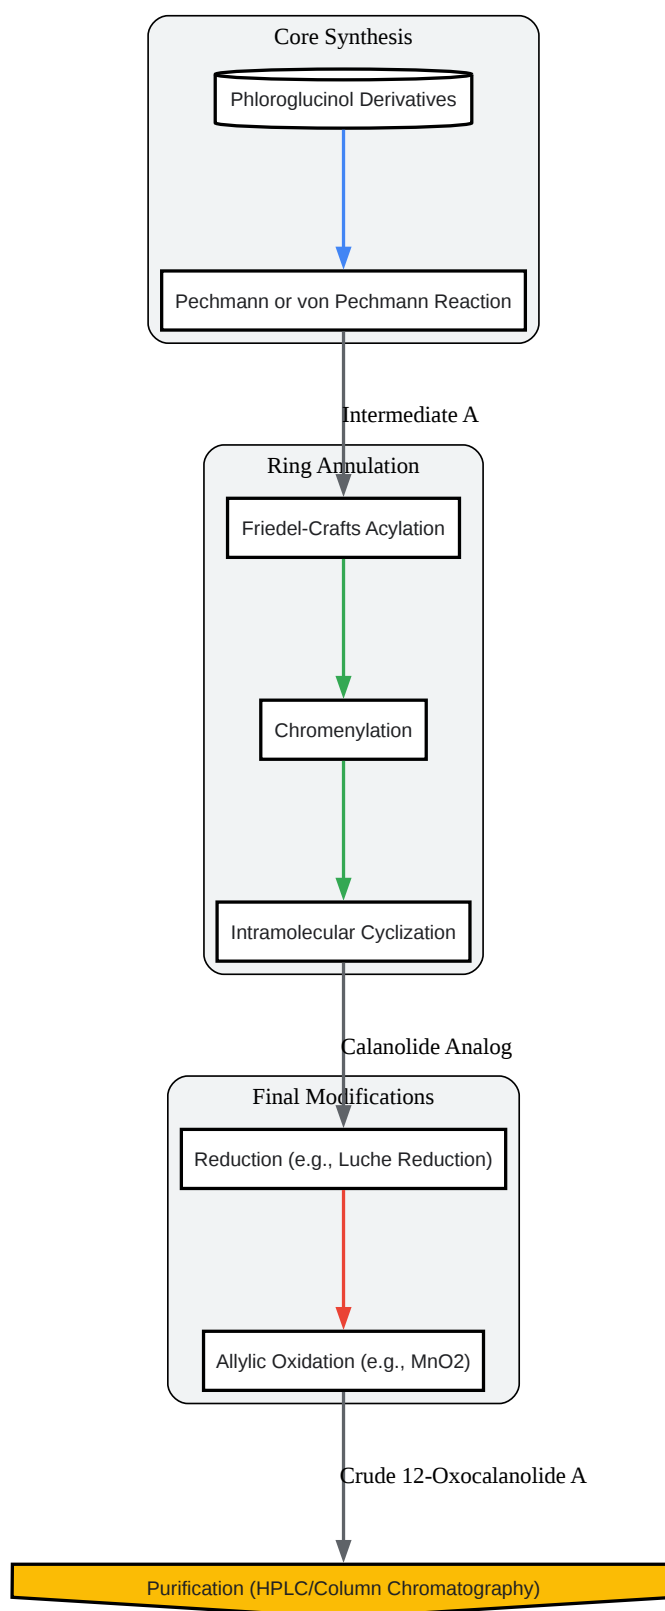 Core Synthesis
Phloroglucinol Derivatives
Pechmann or von Pechmann Reaction
Intermediate A
Ring Annulation
Friedel-Crafts Acylation
Chromenylation
Intramolecular Cyclization
Calanolide Analog
Final Modifications
Reduction (e.g., Luche Reduction)
Allylic Oxidation (e.g., MnO2)
Crude 12-Oxocalanolide A
Purification (HPLC/Column Chromatography)